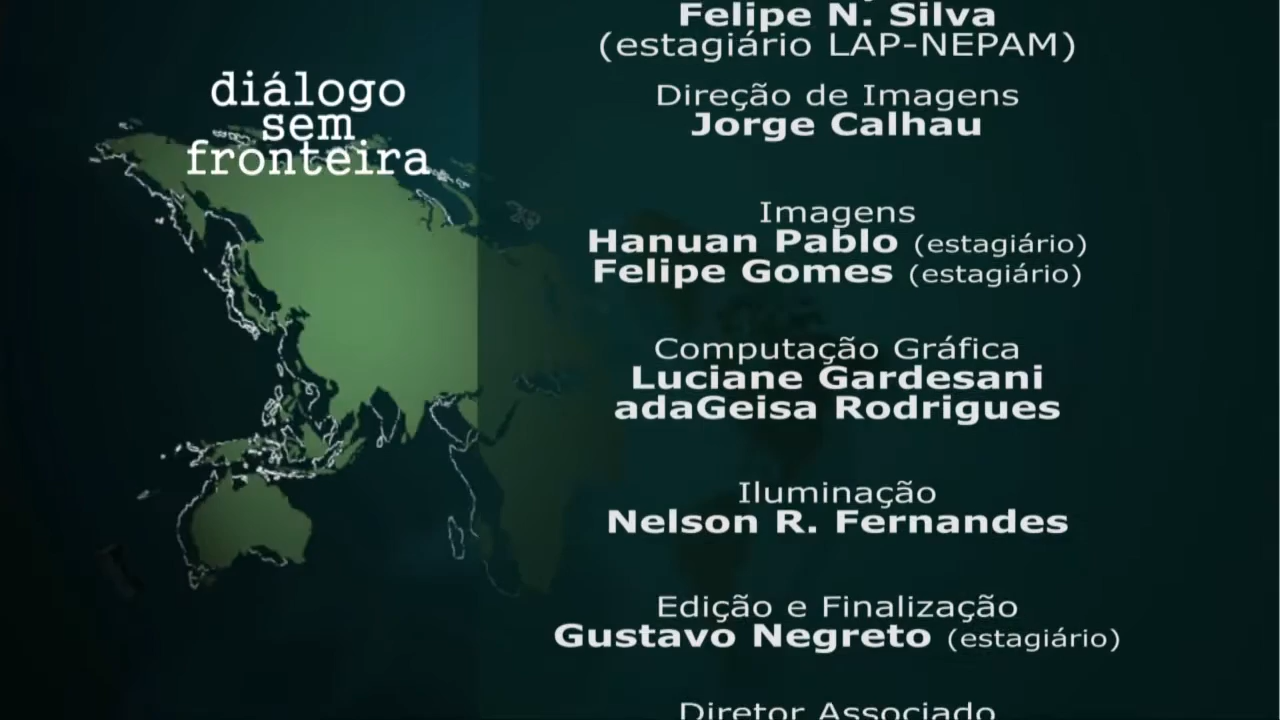 diálogo
sem
fronteira
Felipe N. Silva
(estagiário LAP-NEPAM)
Direção de Imagens
Jorge Calhau
Imagens
Hanuan Pablo (estagiário)
Felipe Gomes (estagiário)
Computação Gráfica
Luciane Gardesani
adaGeisa Rodrigues
Iluminação
Nelson R. Fernandes
Edição e Finalização
Gustavo Negreto (estagiário)
Diretor Associado